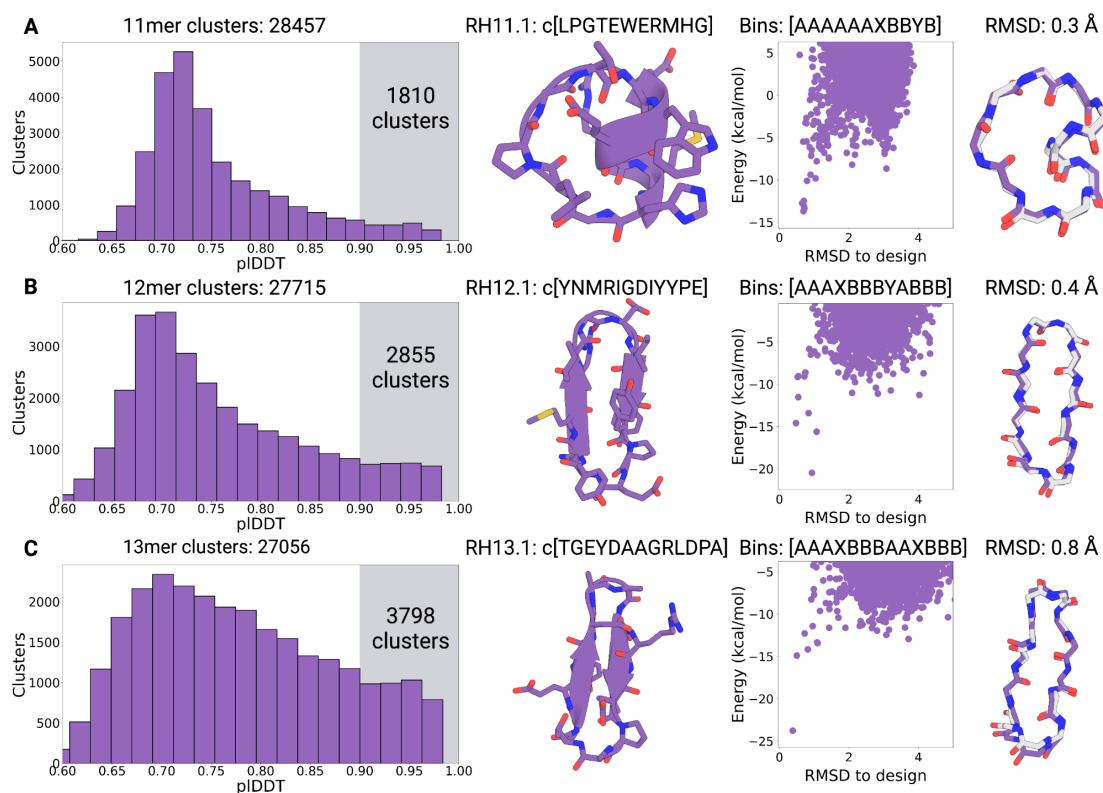 A
11mer clusters: 28457
RH11.1: c[LPGTEWERMHG]
Bins: [AAAAAAXBBYB]
RMSD: 0.3 Å
Clusters
5000
4000
3000
2000
1000
0
0.60 0.65 0.70 0.75 0.80 0.85 0.90 0.95 1.00
plDDT
1810
clusters
Energy (kcal/mol)
5
0
−5
−10
−15
0 2 4
RMSD to design
B
12mer clusters: 27715
RH12.1: c[YNMRIGDIYYPE]
Bins: [AAAXBBBYABBB]
RMSD: 0.4 Å
Clusters
3000
2000
1000
0
0.60 0.65 0.70 0.75 0.80 0.85 0.90 0.95 1.00
plDDT
2855
clusters
Energy (kcal/mol)
−5
−10
−15
−20
0 2 4
RMSD to design
C
13mer clusters: 27056
RH13.1: c[TGEYDAAGRLDPA]
Bins: [AAAXBBBAAXBBB]
RMSD: 0.8 Å
Clusters
2000
1500
1000
500
0
0.60 0.65 0.70 0.75 0.80 0.85 0.90 0.95 1.00
plDDT
3798
clusters
Energy (kcal/mol)
−5
−10
−15
−20
−25
0 2 4
RMSD to design